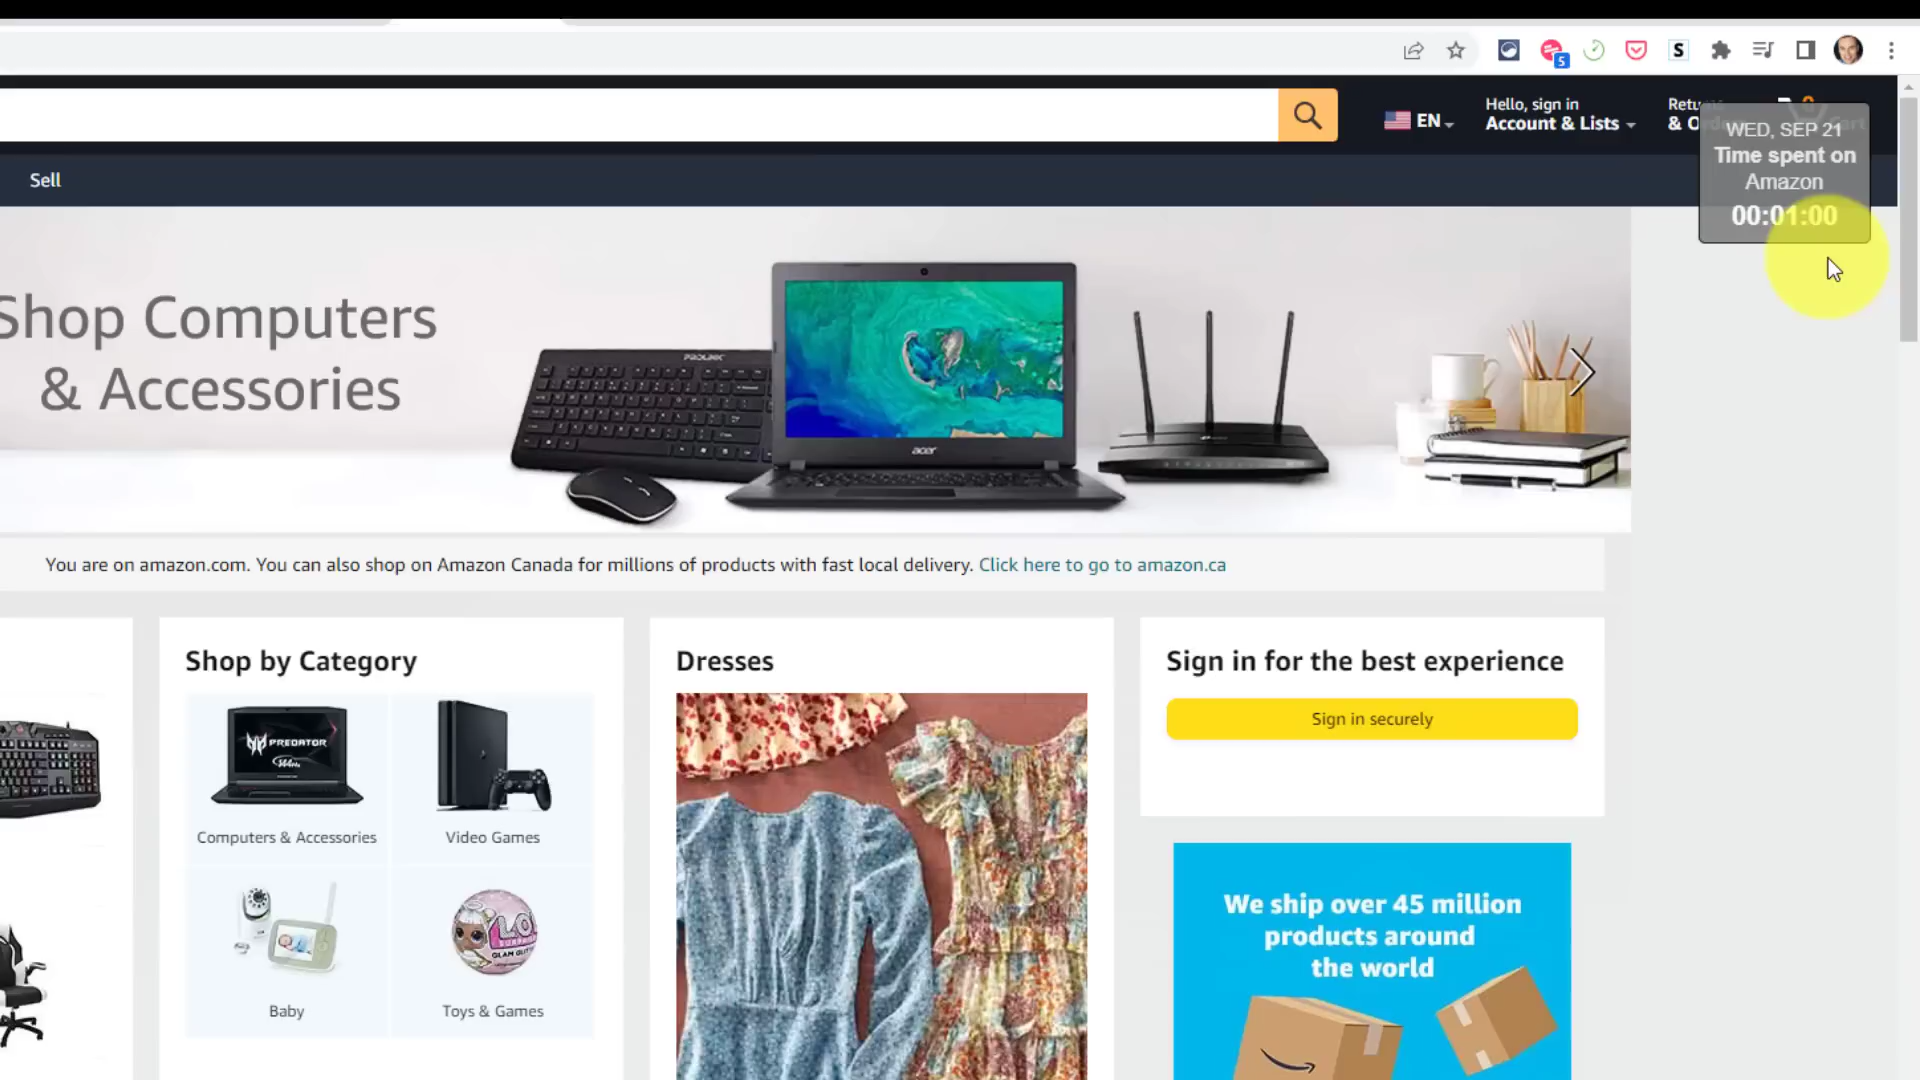 5
S
EN
Hello, sign in
Account & Lists
WED, SEP 21
Time spent on
Amazon
00:01:00
Sell
Shop Computers
& Accessories
PROLINK
acer
You are on amazon.com. You can also shop on Amazon Canada for millions of products with fast local delivery. Click here to go to amazon.ca
Shop by Category
PREDATOR
Computers & Accessories
Video Games
Baby
Toys & Games
Dresses
Sign in for the best experience
Sign in securely
We ship over 45 million
products around
the world